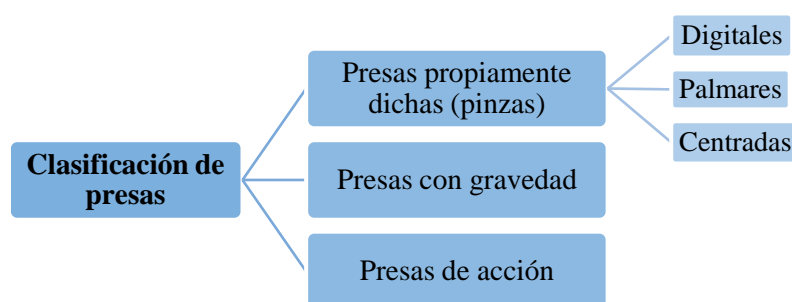 Clasificación de
presas
Presas propiamente
dichas (pinzas)
Digitales
Palmares
Centradas
Presas con gravedad
Presas de acción